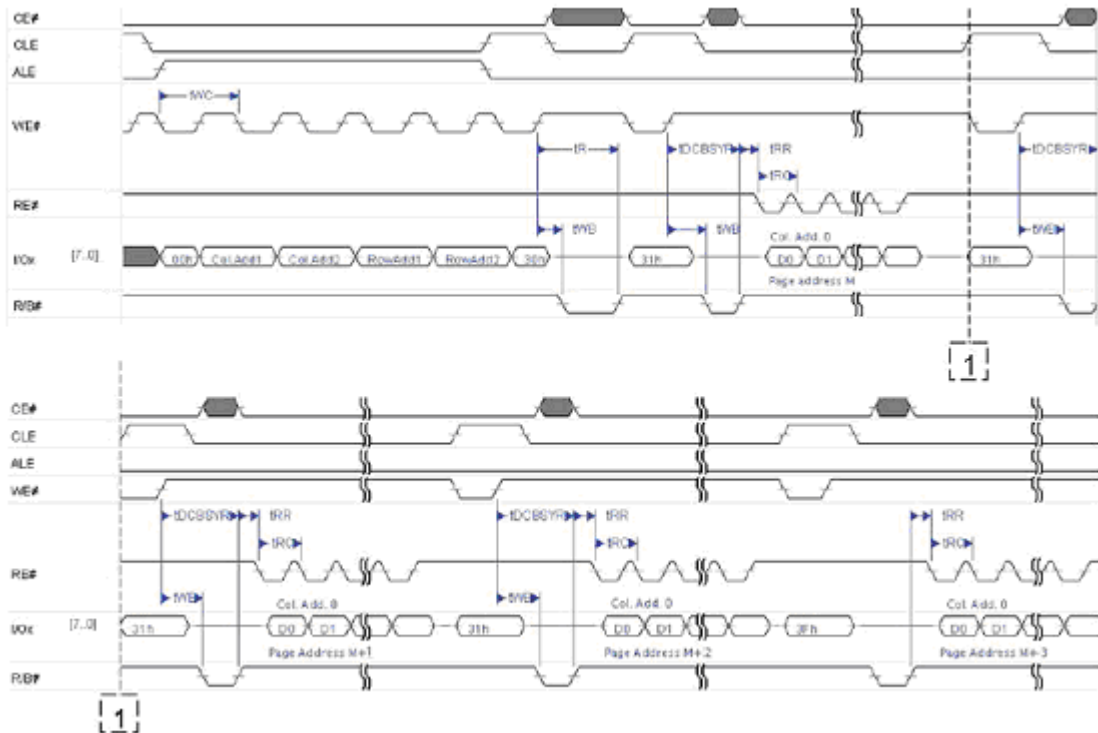 CE#
CLE
ALE
tWC
WE#
tR tDCBSYR tRR tDCBSYR
tRC
RE#
tWB tWB tWB
Col. Add. 0
I/Ox [7..0] 00h Col.Add1 Col.Add2 RowAdd1 RowAdd2 30h 31h D0 D1 31h
Page address M
R/B#
1
CE#
CLE
ALE
WE#
tDCBSYR tRR tDCBSYR tRR tRR
tRC tRC tRC
RE#
tWB tWB
Col. Add. 0 Col. Add. 0 Col. Add. 0
I/Ox [7..0] 31h D0 D1 31h D0 D1 3Fh D0 D1
Page Address M+1 Page Address M+2 Page Address M+3
R/B#
1